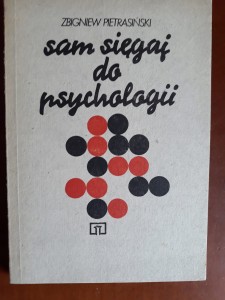 ZBIGNIEW PIETRASIŃSKI
sam sięgaj
do
psychologii